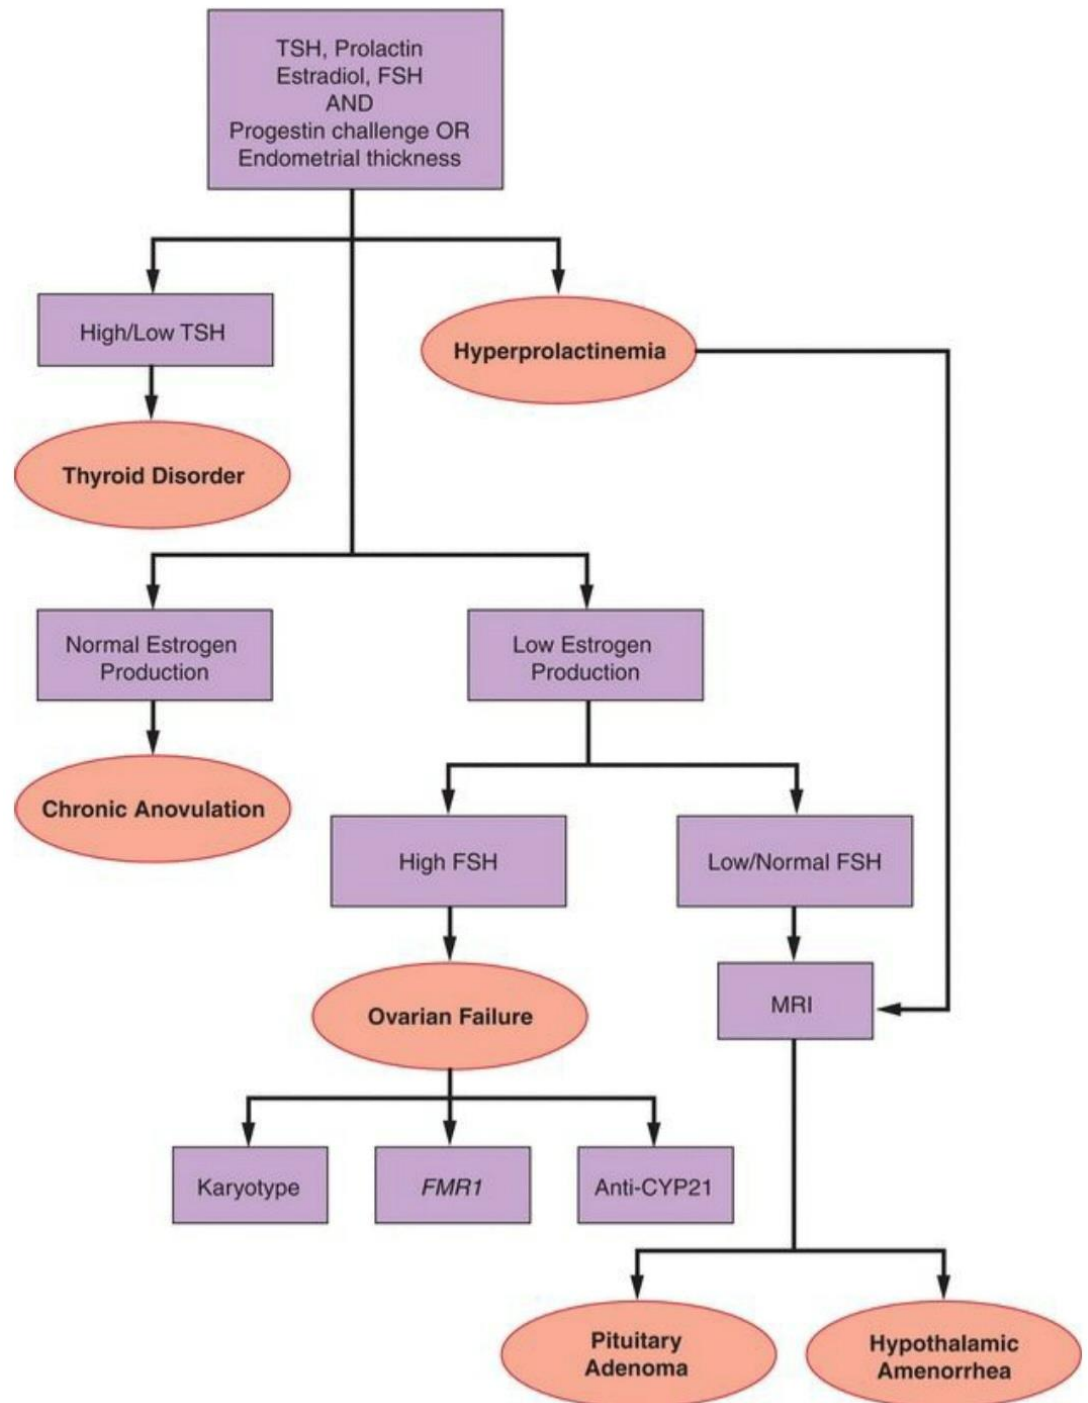 TSH, Prolactin
Estradiol, FSH
AND
Progestin challenge OR
Endometrial thickness
High/Low TSH
Hyperprolactinemia
Thyroid Disorder
Normal Estrogen
Production
Low Estrogen
Production
Chronic Anovulation
High FSH
Low/Normal FSH
Ovarian Failure
MRI
Karyotype
FMR1
Anti-CYP21
Pituitary
Adenoma
Hypothalamic
Amenorrhea